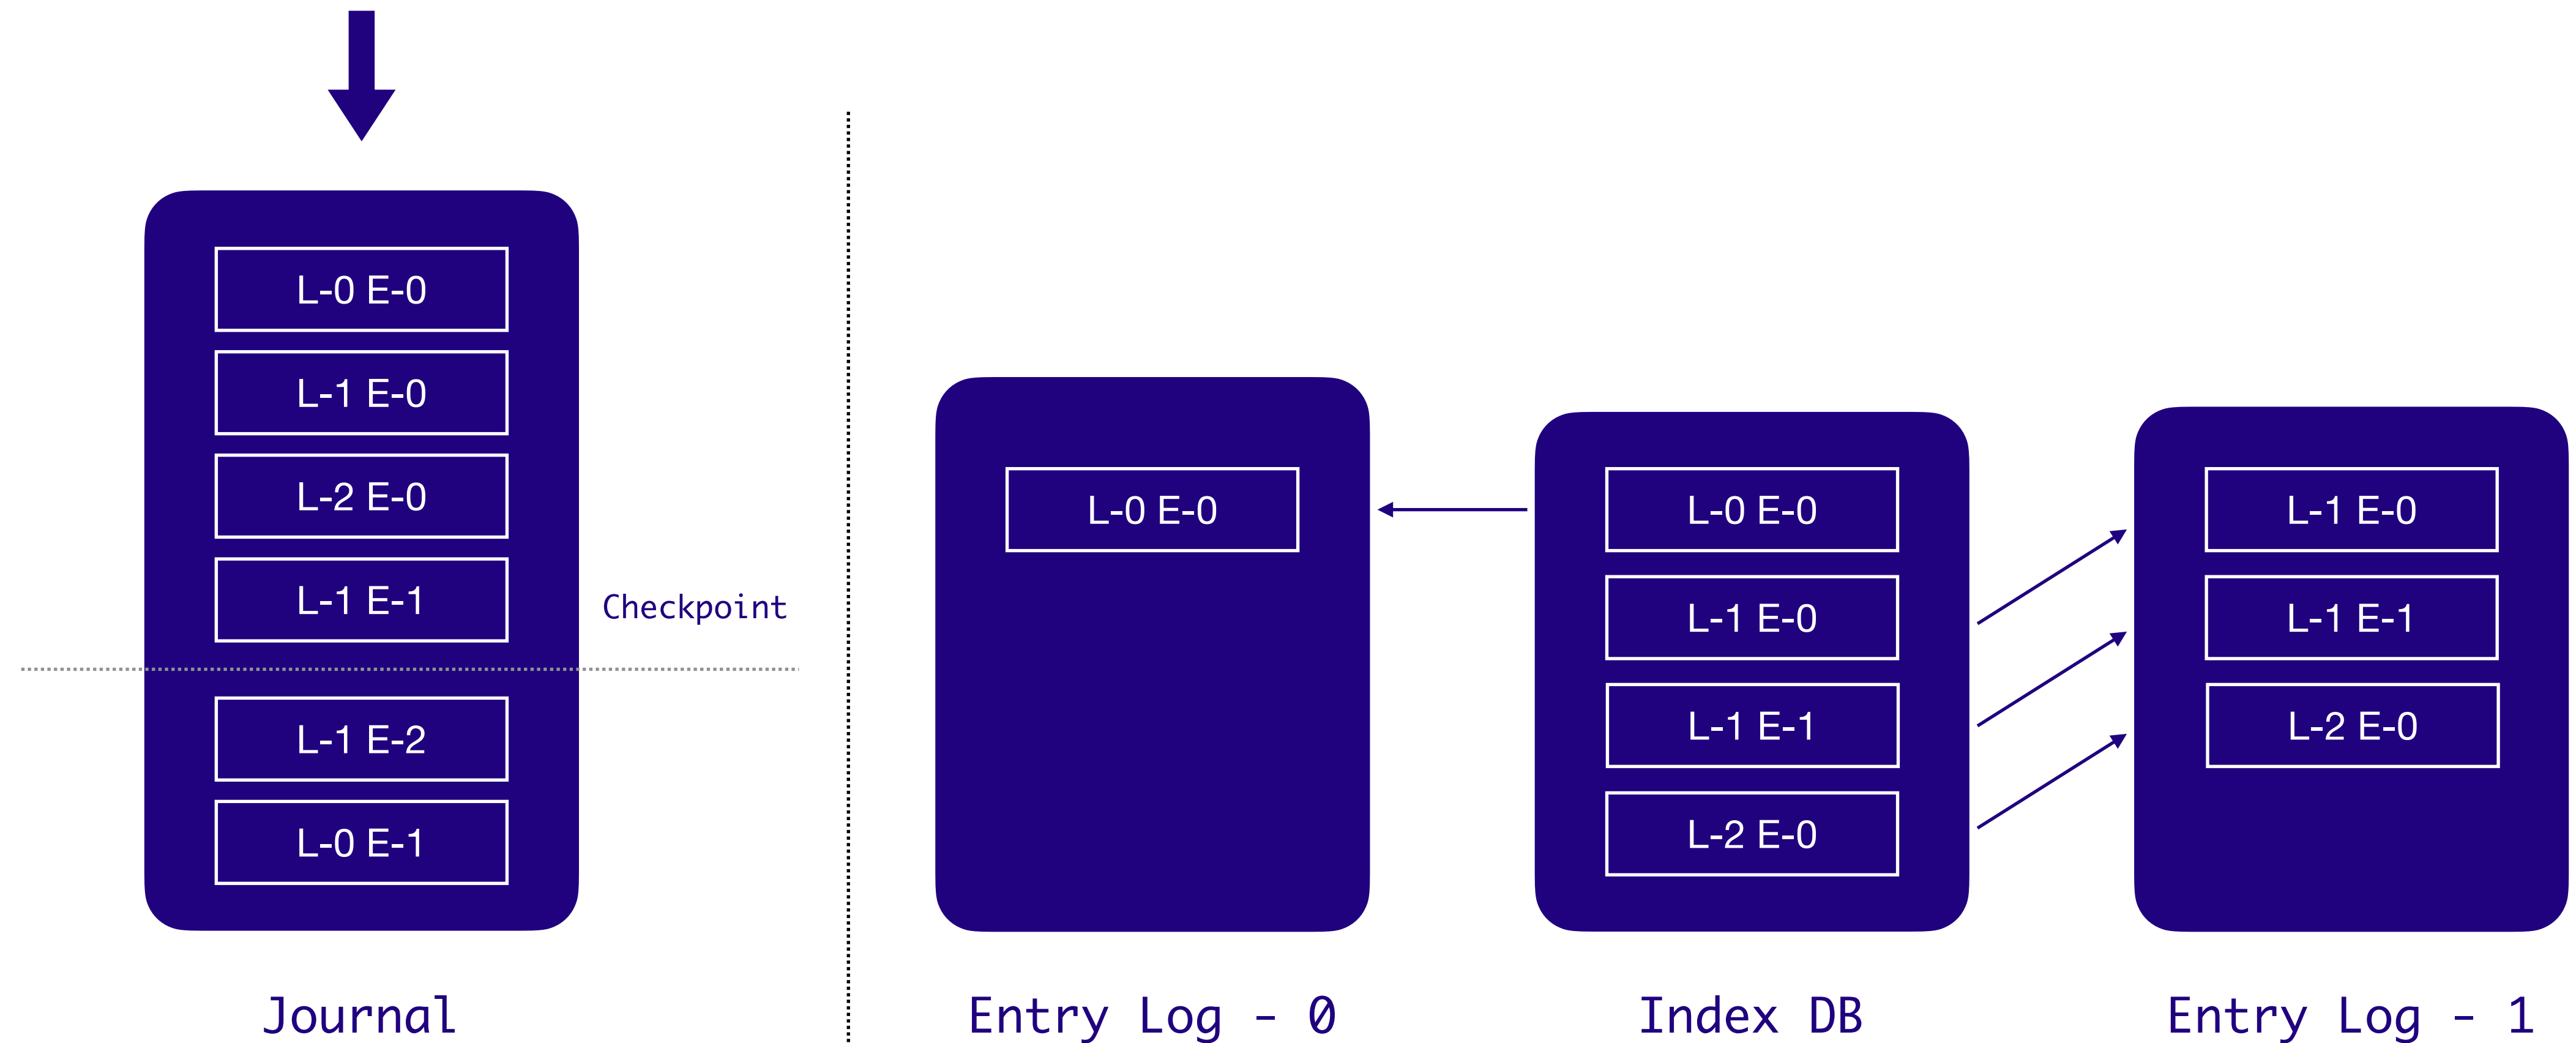 L-0 E-0
L-1 E-0
L-2 E-0
L-1 E-1
Checkpoint
L-1 E-2
L-0 E-1
Journal
L-0 E-0
Entry Log - 0
L-0 E-0
L-1 E-0
L-1 E-1
L-2 E-0
Index DB
L-1 E-0
L-1 E-1
L-2 E-0
Entry Log - 1